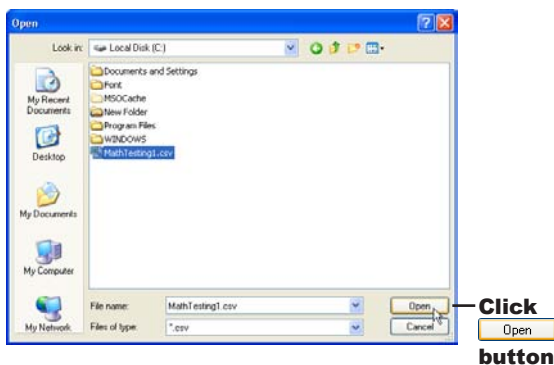 Open
Look in:
Local Disk (C:)
My Recent
Documents
Desktop
My Documents
My Computer
My Network
Documents and Settings
Font
MSOCache
New Folder
Program Files
WINDOWS
MathTesting1.csv
File name:
MathTesting1.csv
Open
Files of type:
*.csv
Cancel
Click
Open
button